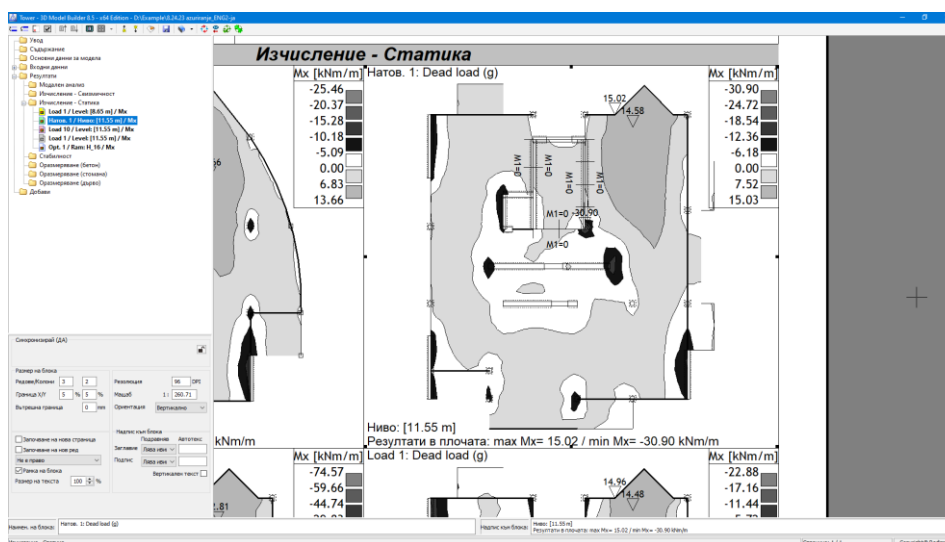 Tower - 3D Model Builder 8.5 - x64 Edition - D:\Example\8.24.23 azuriranje_ENG2-ja
Увод
Съдържание
Основни данни за модела
Входни данни
Резултати
Модален анализ
Изчисление - Сеизмичност
Изчисление - Статика
Load 1 / Level: [8.65 m] / Mx
Натов. 1 / Ниво: [11.55 m] / Mx
Load 10 / Level: [11.55 m] / Mx
Load 1 / Level: [11.55 m] / Mx
Opt. 1 / Ram: H_16 / Mx
Стабилност
Оразмеряване (бетон)
Оразмеряване (стомана)
Оразмеряване (дърво)
Добави
Синхронизирай (ДА)
Размер на блока
Редове/Колони 3 2
Граница X/Y 5 % 5 %
Вътрешна граница 0 mm
Резолюция 96 DPI
Мащаб 1: 260.71
Ориентация Вертикално
Започване на нова страница
Започване на нов ред
Не е право
Рамка на блока
Размер на текста 100 %
Надпис към блока
Подравние Автотекс
Заглавие Лява неин
Подпис Лява неин
Вертикален текст
Изчисление - Статика
Mx [kNm/m]
-25.46
-20.37
-15.28
-10.18
-5.09
0.00
6.83
13.66
Натов. 1: Dead load (g)
15.02
14.58
M1=0
M1=0
M1=0
M1=0
M1=0
-30.90
M1=0
Mx [kNm/m]
-30.90
-24.72
-18.54
-12.36
-6.18
0.00
7.52
15.03
Ниво: [11.55 m]
Резултати в плочата: max Mx= 15.02 / min Mx= -30.90 kNm/m
kNm/m
Mx [kNm/m]
-74.57
-59.66
-44.74
Load 1: Dead load (g)
14.96
14.48
Mx [kNm/m]
-22.88
-17.16
-11.44
Наимен. на блока: Натов. 1: Dead load (g)
Надпис към блока: Ниво: [11.55 m]
Резултати в плочата: max Mx= 15.02 / min Mx= -30.90 kNm/m